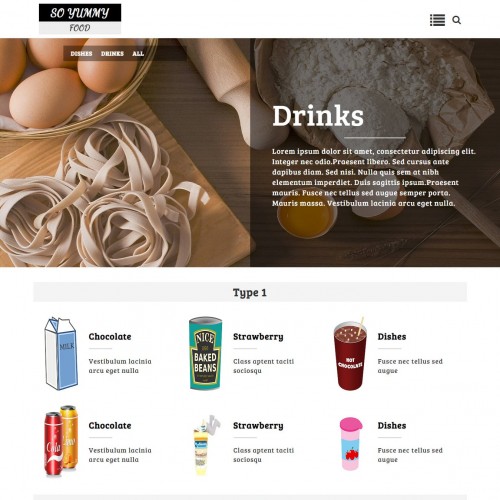 SO YUMMY
FOOD
DISHES DRINKS ALL
Drinks
Lorem ipsum dolor sit amet, consectetur adipiscing elit.
Integer nec odio.Praesent libero. Sed cursus ante
dapibus diam. Sed nisi. Nulla quis sem at nibh
elementum imperdiet. Duis sagittis ipsum.Praesent
mauris. Fusce nec tellus sed augue semper porta.
Mauris massa. Vestibulum lacinia arcu eget nulla.
Type 1
MILK
Chocolate
Vestibulum lacinia
arcu eget nulla
NICE
BAKED
BEANS
Strawberry
Class aptent taciti
sociosqu
HOT
CHOCOLATE
Dishes
Fusce nec tellus sed
augue
Cola
Chocolate
Vestibulum lacinia
arcu eget nulla
Strawberry
Class aptent taciti
sociosqu
Dishes
Fusce nec tellus sed
augue